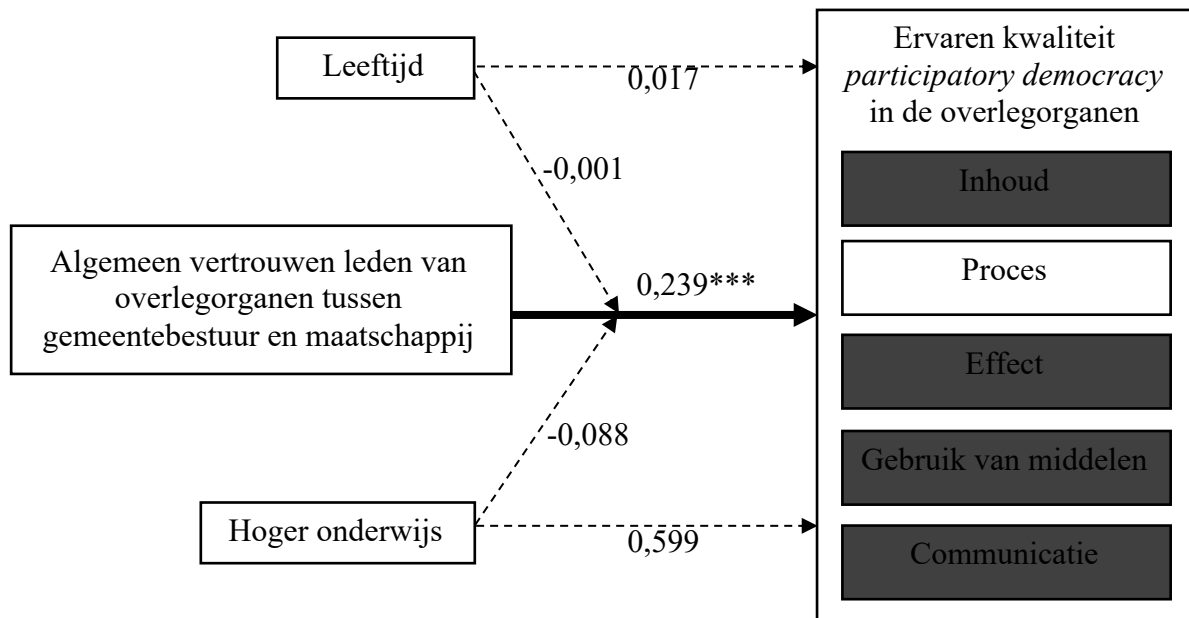 Leeftijd
0,017
-0,001
Algemeen vertrouwen leden van
overlegorganen tussen
gemeentebestuur en maatschappij
0,239***
-0,088
Hoger onderwijs
0,599
Ervaren kwaliteit
participatory democracy
in de overlegorganen
Inhoud
Proces
Effect
Gebruik van middelen
Communicatie